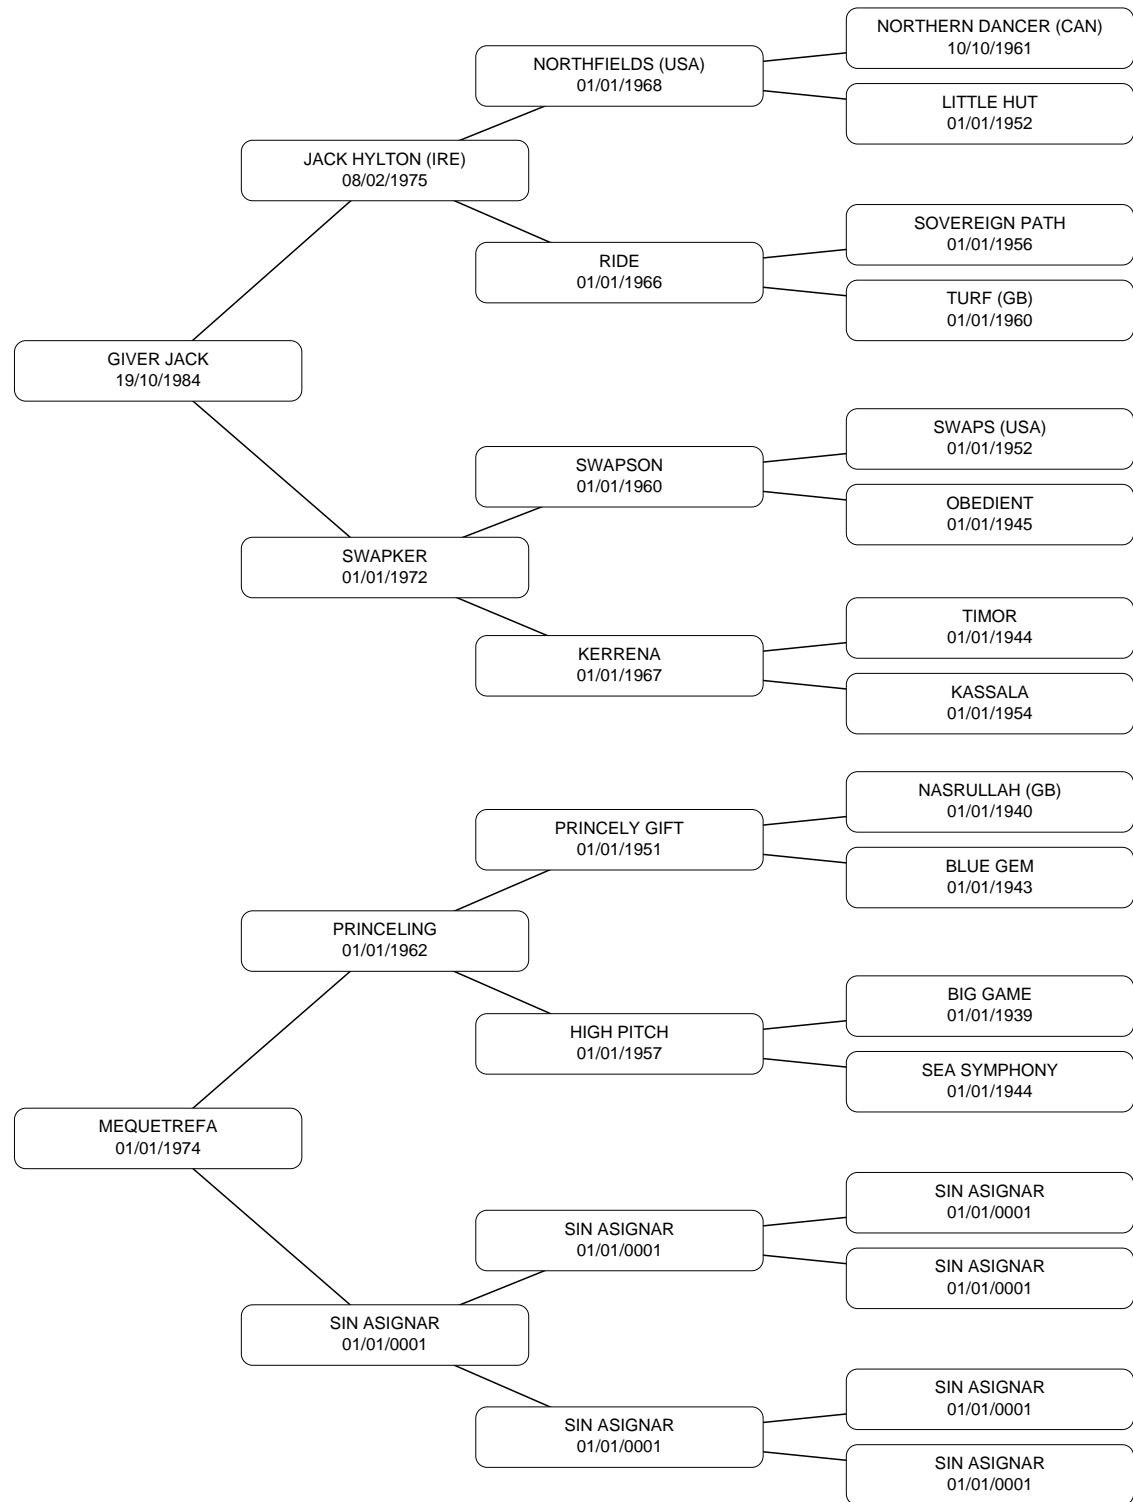 NORTHERN DANCER (CAN)
10/10/1961
NORTHFIELDS (USA)
01/01/1968
LITTLE HUT
01/01/1952
JACK HYLTON (IRE)
08/02/1975
SOVEREIGN PATH
01/01/1956
RIDE
01/01/1966
TURF (GB)
01/01/1960
GIVER JACK
19/10/1984
SWAPS (USA)
01/01/1952
SWAPSON
01/01/1960
OBEDIENT
01/01/1945
SWAPKER
01/01/1972
TIMOR
01/01/1944
KERRENA
01/01/1967
KASSALA
01/01/1954
NASRULLAH (GB)
01/01/1940
PRINCELY GIFT
01/01/1951
BLUE GEM
01/01/1943
PRINCELING
01/01/1962
BIG GAME
01/01/1939
HIGH PITCH
01/01/1957
SEA SYMPHONY
01/01/1944
MEQUETREFA
01/01/1974
SIN ASIGNAR
01/01/0001
SIN ASIGNAR
01/01/0001
SIN ASIGNAR
01/01/0001
SIN ASIGNAR
01/01/0001
SIN ASIGNAR
01/01/0001
SIN ASIGNAR
01/01/0001
SIN ASIGNAR
01/01/0001